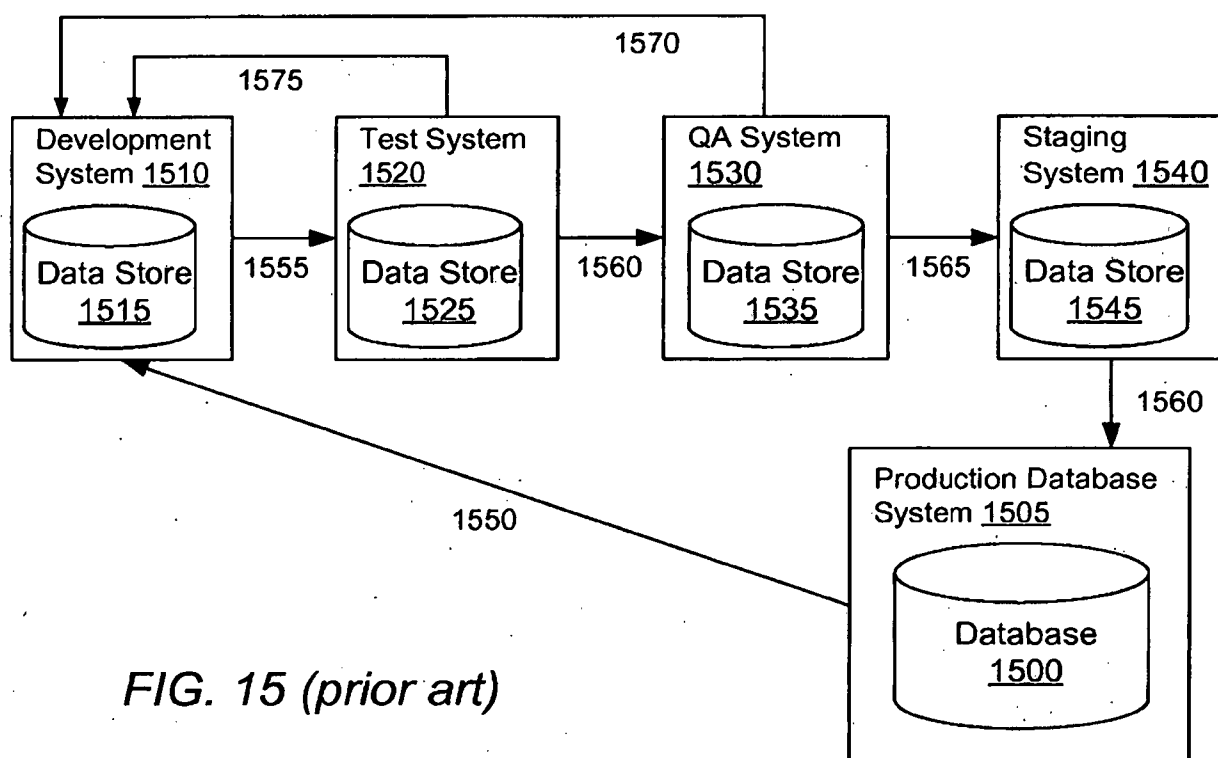 1570
1575
Development
System 1510
Data Store
1515
1555
Test System
1520
Data Store
1525
1560
QA System
1530
Data Store
1535
1565
Staging
System 1540
Data Store
1545
1560
1550
Production Database
System 1505
Database
1500
FIG. 15 (prior art)